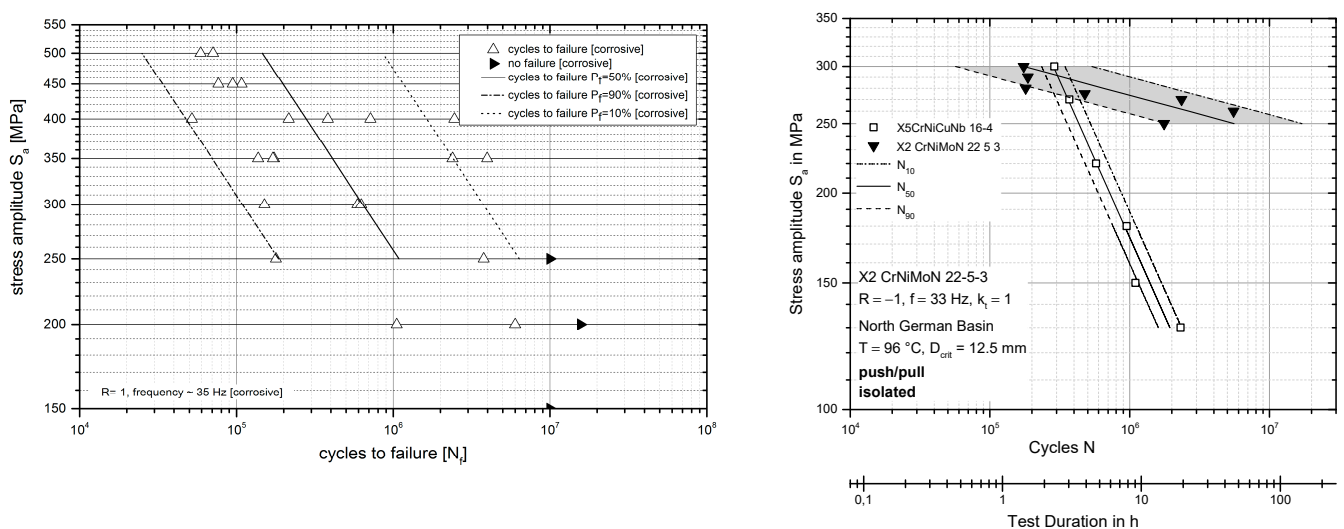 550
500
450
400
350
300
250
200
150
stress amplitude S_a [MPa]
cycles to failure [corrosive]
no failure [corrosive]
cycles to failure P_f=50% [corrosive]
cycles to failure P_f=90% [corrosive]
cycles to failure P_f=10% [corrosive]
R= 1, frequency ~ 35 Hz [corrosive]
10^4 10^5 10^6 10^7 10^8
cycles to failure [N_f]
350
300
250
200
150
100
Stress amplitude S_a in MPa
X5CrNiCuNb 16-4
X2 CrNiMoN 22 5 3
N_10
N_50
N_90
X2 CrNiMoN 22-5-3
R = −1, f = 33 Hz, k_t = 1
North German Basin
T = 96 °C, D_crit = 12.5 mm
push/pull
isolated
10^4 10^5 10^6 10^7
Cycles N
0,1 1 10 100
Test Duration in h